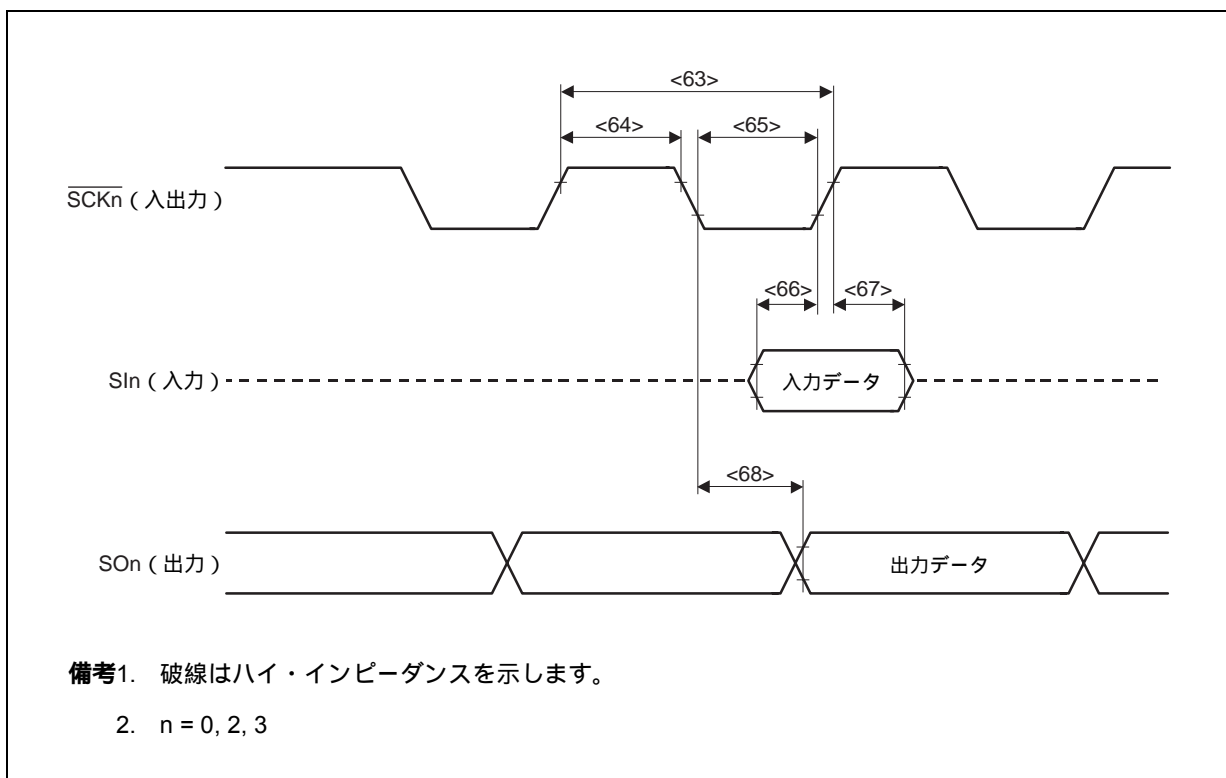 <63>
<64> <65>
SCKn（入出力）
<66> <67>
SIn（入力） 入力データ
<68>
SOn（出力） 出力データ
備考1. 破線はハイ・インピーダンスを示します。
2. n = 0, 2, 3